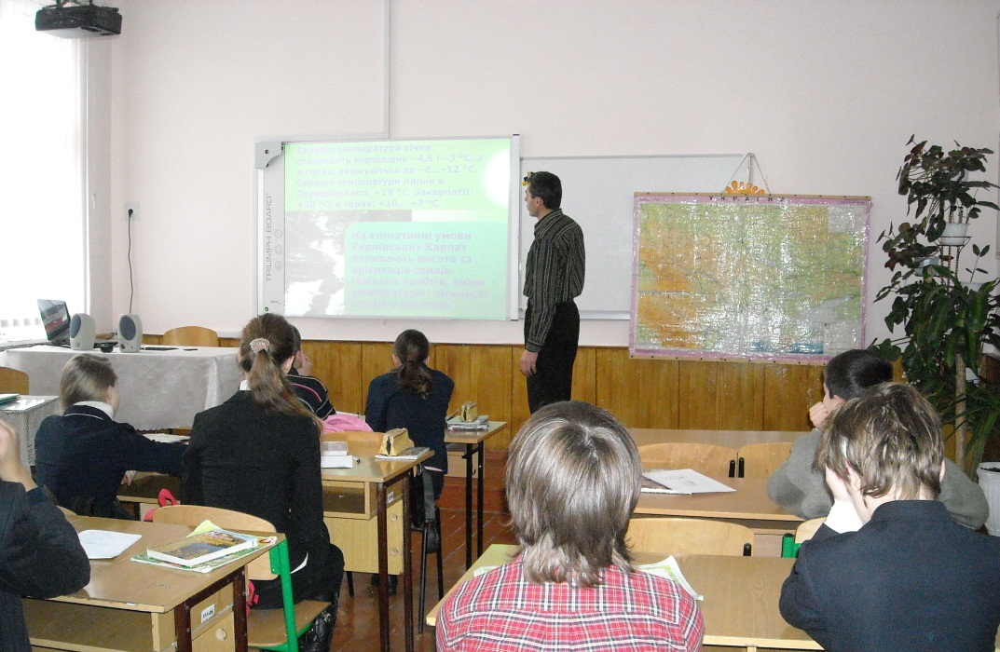 Середні температури січня
становлять відповідно –4,5 і –3 °С, а
в горах: знижуються до –6...–12 °С.
Середні температури липня в
Передкарпатті: +19 °С, Закарпатті;
+20 °С, в горах: +10... +7 °С
На кліматичні умови
Українських Карпат
впливають висота та
орієнтація схилів
гірських хребтів, зміни
температури і кількості
опадів з висотою.
TRIUMPH BOARD
УКРАЇНА